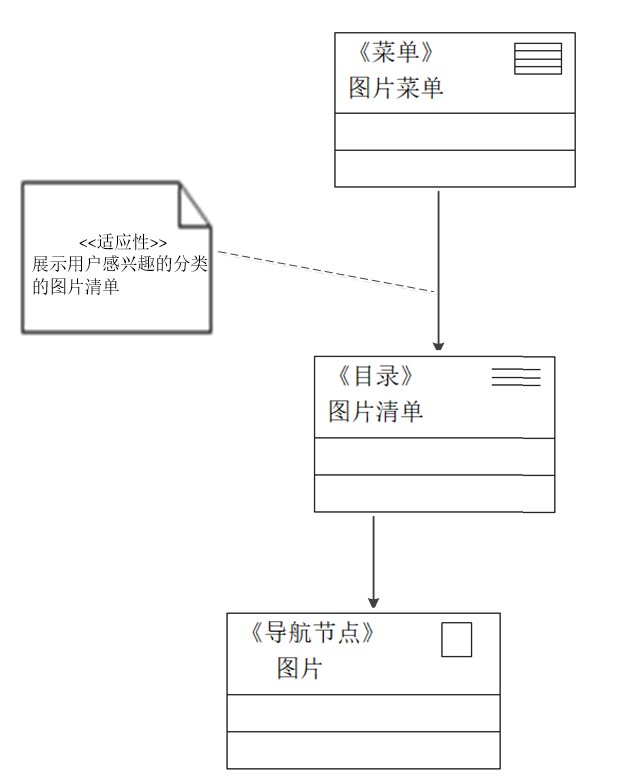 《菜单》
图片菜单
<<适应性>>
展示用户感兴趣的分类
的图片清单
《目录》
图片清单
《导航节点》
图片